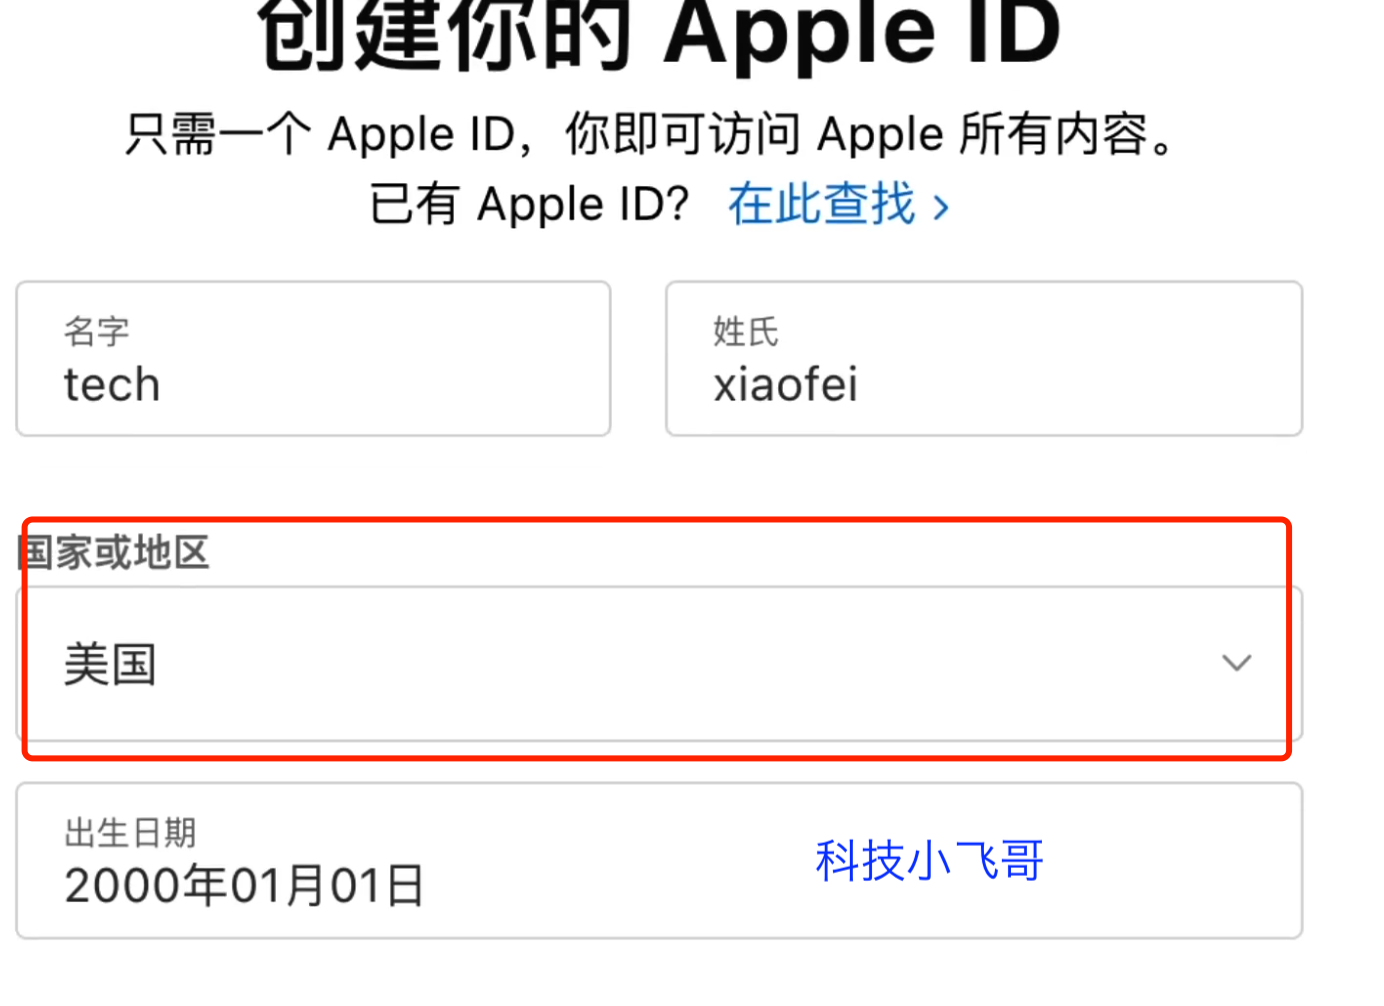 创建你的 Apple ID
只需一个 Apple ID，你即可访问 Apple 所有内容。
已有 Apple ID? 在此查找 >
名字
tech
姓氏
xiaofei
国家或地区
美国
出生日期
2000年01月01日
科技小飞哥